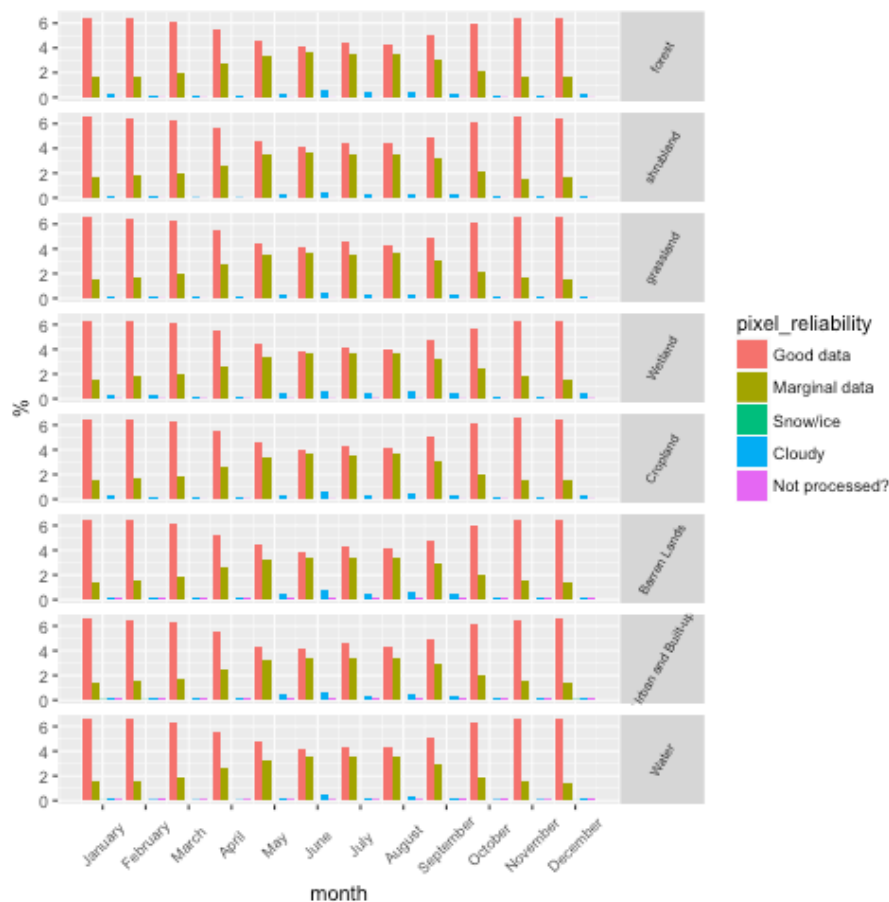 6
4
2
0
forest
6
4
2
0
shrubland
6
4
2
0
grassland
6
4
2
0
Wetland
%
6
4
2
0
Cropland
6
4
2
0
Barren Lands
6
4
2
0
Urban and Built-up
6
4
2
0
Water
January
February
March
April
May
June
July
August
September
October
November
December
month
pixel_reliability
Good data
Marginal data
Snow/ice
Cloudy
Not processed?